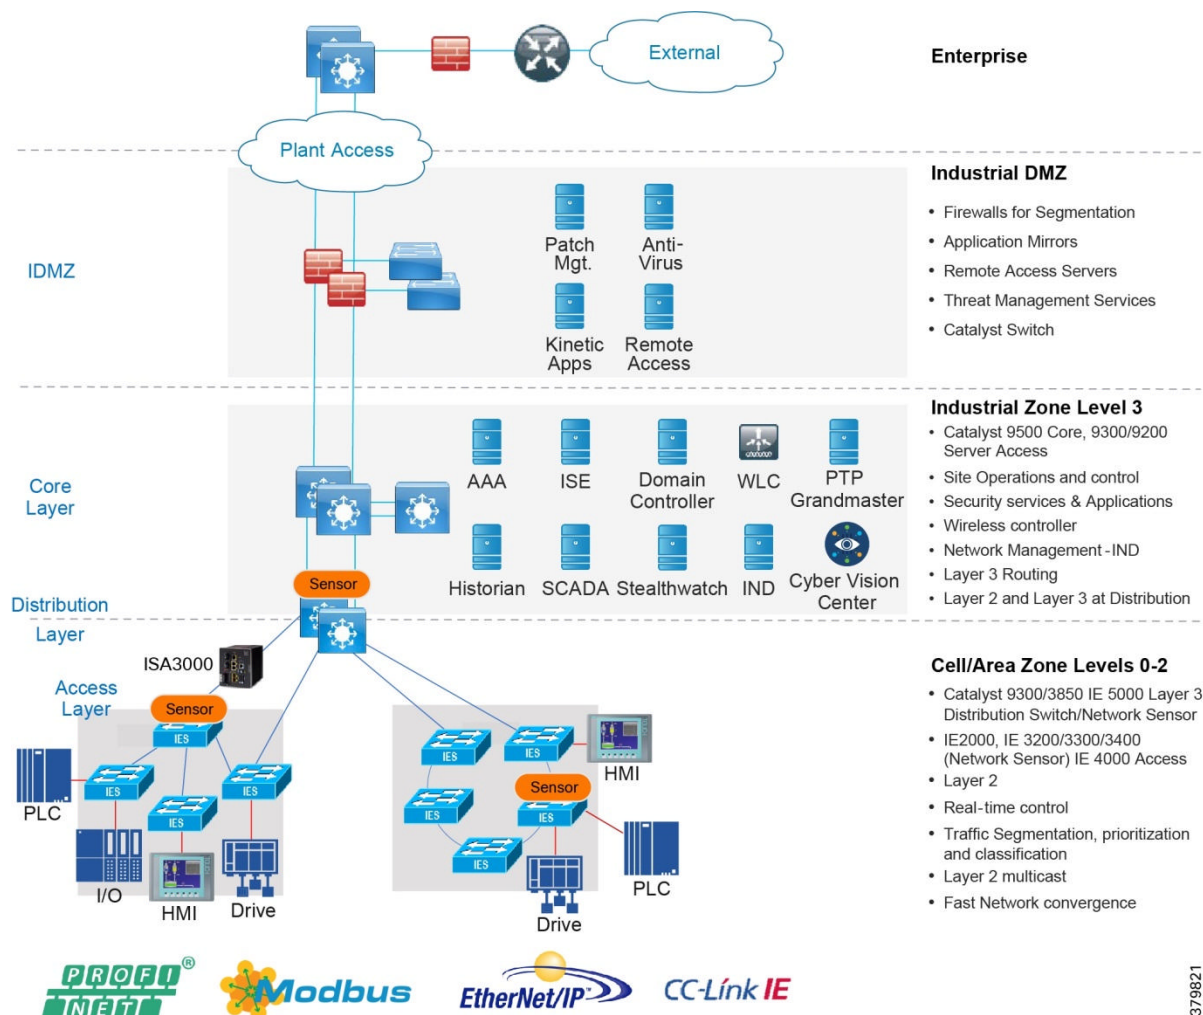 External
Enterprise
Plant Access
IDMZ
Patch
Mgt.
Anti-
Virus
Kinetic
Apps
Remote
Access
Industrial DMZ
• Firewalls for Segmentation
• Application Mirrors
• Remote Access Servers
• Threat Management Services
• Catalyst Switch
Core
Layer
AAA
ISE
Domain
Controller
WLC
PTP
Grandmaster
Historian
SCADA
Stealthwatch
IND
Cyber Vision
Center
Industrial Zone Level 3
• Catalyst 9500 Core, 9300/9200
Server Access
• Site Operations and control
• Security services & Applications
• Wireless controller
• Network Management -IND
• Layer 3 Routing
• Layer 2 and Layer 3 at Distribution
Sensor
Distribution
Layer
ISA3000
Access
Layer
Sensor
IES
IES
IES
IES
PLC
I/O
HMI
Drive
IES
IES
HMI
Sensor
IES
IES
IES
PLC
Drive
Cell/Area Zone Levels 0-2
• Catalyst 9300/3850 IE 5000 Layer 3
Distribution Switch/Network Sensor
• IE2000, IE 3200/3300/3400
(Network Sensor) IE 4000 Access
• Layer 2
• Real-time control
• Traffic Segmentation, prioritization
and classification
• Layer 2 multicast
• Fast Network convergence
PROFI®
NET
Modbus
EtherNet/IP™
CC-Link IE
379821